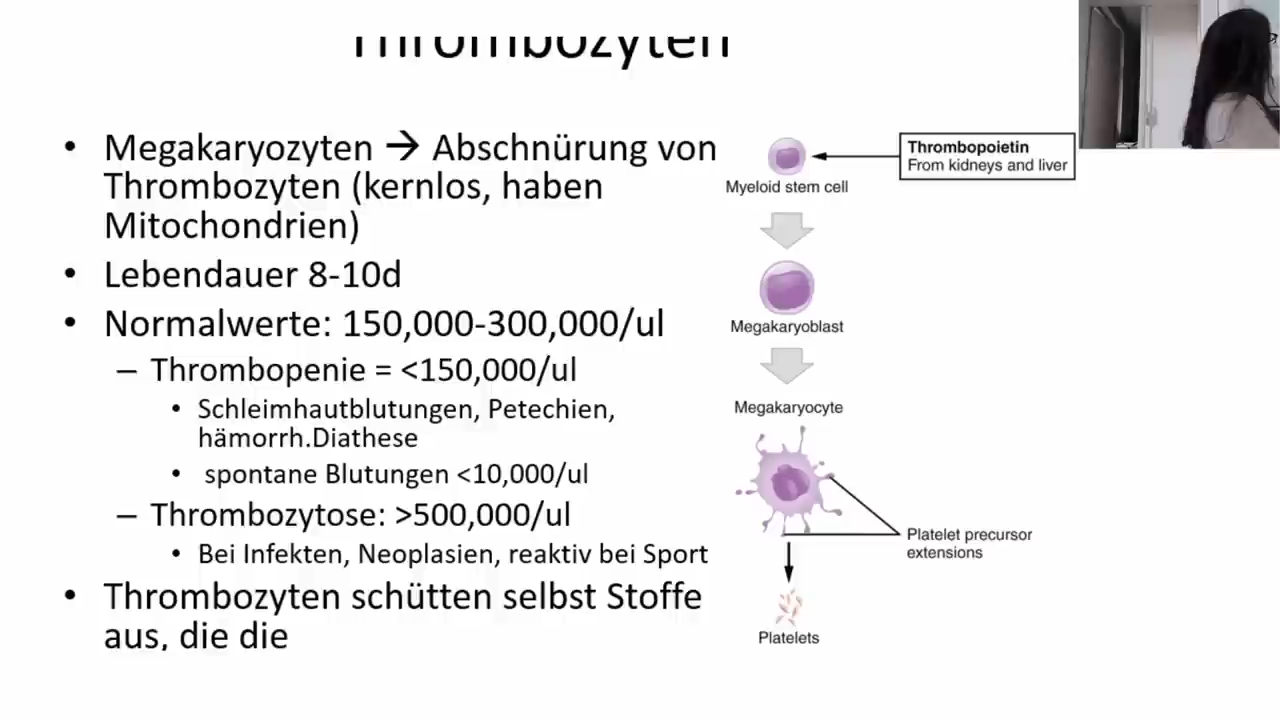 Thrombozyten
• Megakaryozyten → Abschnürung von
Thrombozyten (kernlos, haben
Mitochondrien)
• Lebendauer 8-10d
• Normalwerte: 150,000-300,000/ul
– Thrombopenie = <150,000/ul
• Schleimhautblutungen, Petechien,
hämorrh.Diathese
• spontane Blutungen <10,000/ul
– Thrombozytose: >500,000/ul
• Bei Infekten, Neoplasien, reaktiv bei Sport
• Thrombozyten schütten selbst Stoffe
aus, die die
Thrombopoietin
From kidneys and liver
Myeloid stem cell
Megakaryoblast
Megakaryocyte
Platelet precursor
extensions
Platelets